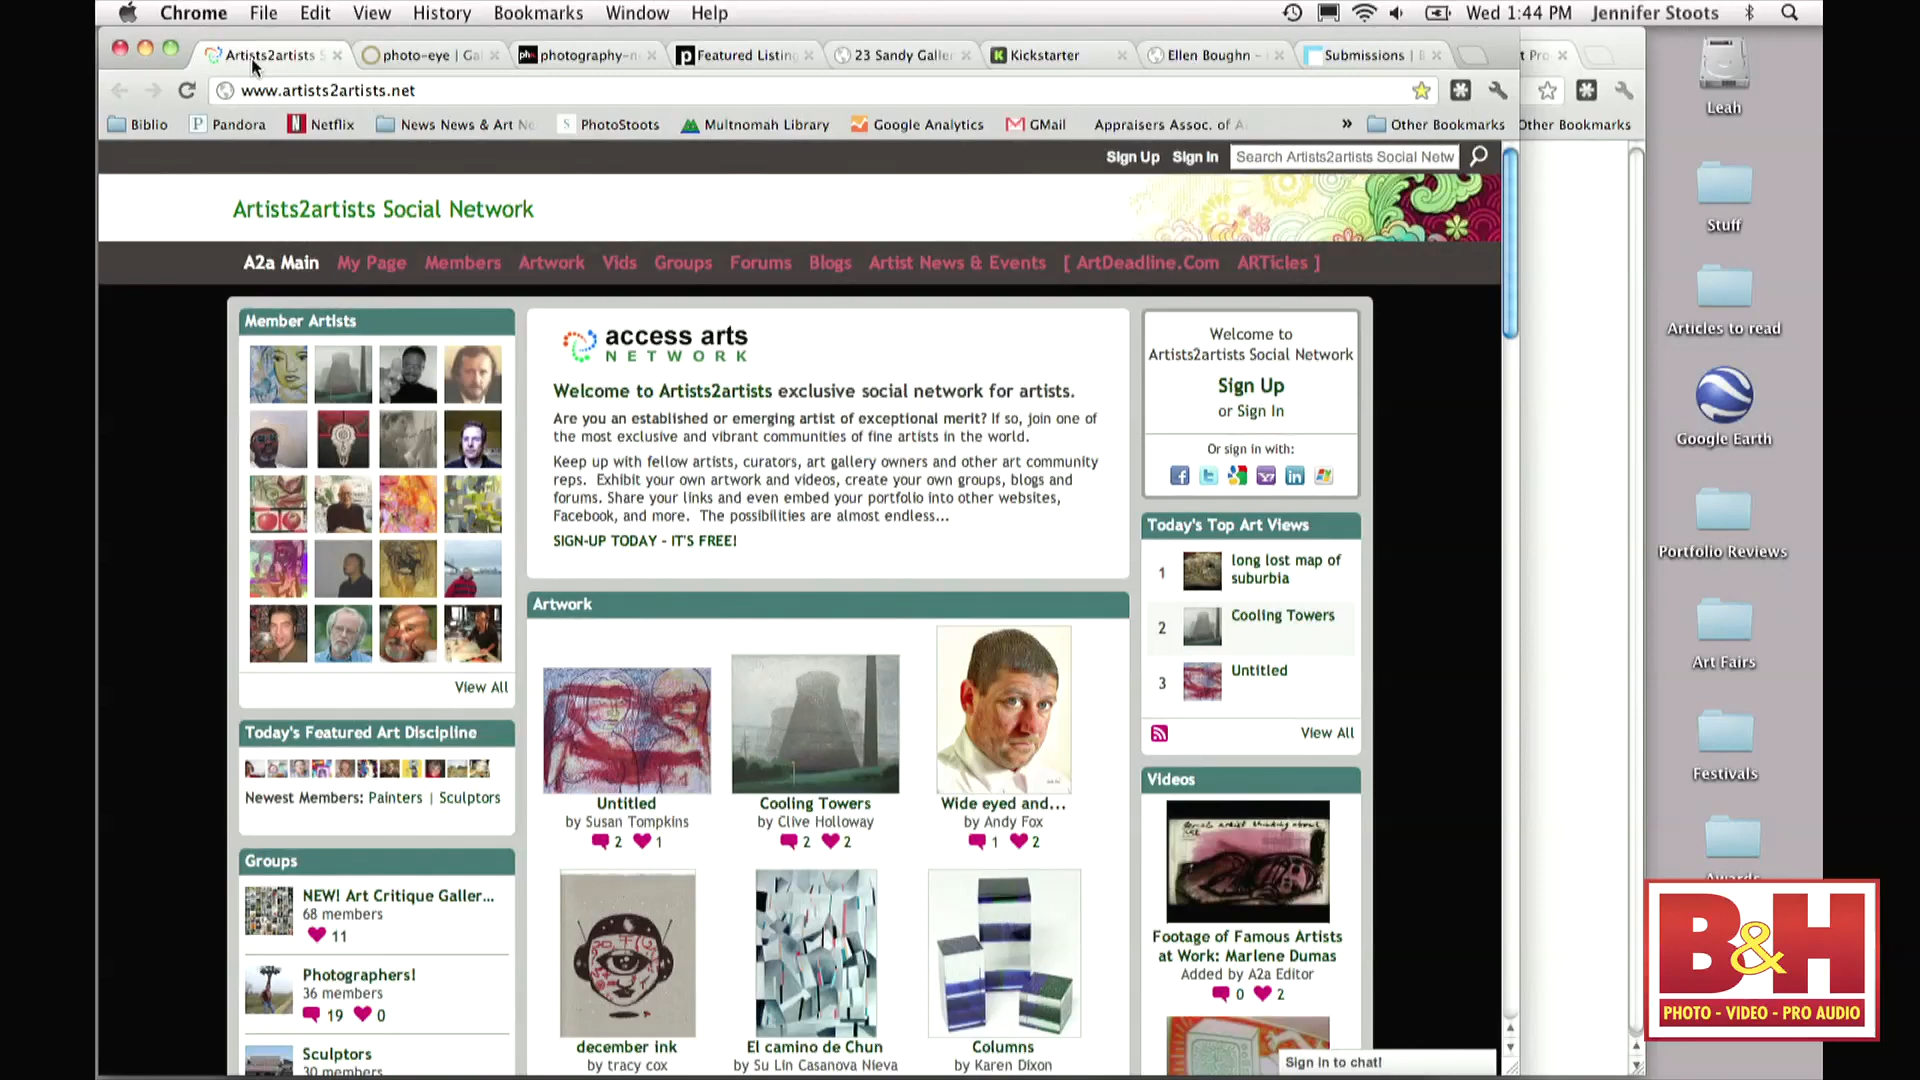 Chrome File Edit View History Bookmarks Window Help
Wed 1:44 PM Jennifer Stoots
Artists2artists
photo-eye | Ga
photography-n
Featured Listin
23 Sandy Galler
Kickstarter
Ellen Boughn -
Submissions |
t Pro
www.artists2artists.net
Biblio
Pandora
Netflix
News News & Art Ne
PhotoStoots
Multnomah Library
Google Analytics
GMail
Appraisers Assoc. of A
»
Other Bookmarks
Other Bookmarks
Sign Up Sign In Search Artists2artists Social Netw
Artists2artists Social Network
A2a Main My Page Members Artwork Vids Groups Forums Blogs Artist News & Events [ ArtDeadline.Com ARTicles ]
Member Artists
View All
Today's Featured Art Discipline
Newest Members: Painters | Sculptors
Groups
NEW! Art Critique Galler...
68 members
11
Photographers!
36 members
19 0
Sculptors
30 members
access arts
NETWORK
Welcome to Artists2artists exclusive social network for artists.
Are you an established or emerging artist of exceptional merit? If so, join one of
the most exclusive and vibrant communities of fine artists in the world.
Keep up with fellow artists, curators, art gallery owners and other art community
reps. Exhibit your own artwork and videos, create your own groups, blogs and
forums. Share your links and even embed your portfolio into other websites,
Facebook, and more. The possibilities are almost endless...
SIGN-UP TODAY - IT'S FREE!
Artwork
Untitled
by Susan Tompkins
2 1
Cooling Towers
by Clive Holloway
2 2
Wide eyed and...
by Andy Fox
1 2
december ink
by tracy cox
El camino de Chun
by Su Lin Casanova Nieva
Columns
by Karen Dixon
Welcome to
Artists2artists Social Network
Sign Up
or Sign In
Or sign in with:
Today's Top Art Views
1 long lost map of
suburbia
2 Cooling Towers
3 Untitled
View All
Videos
Footage of Famous Artists
at Work: Marlene Dumas
Added by A2a Editor
0 2
Sign in to chat!
Leah
Stuff
Articles to read
Google Earth
Portfolio Reviews
Art Fairs
Festivals
Awards
B&H
PHOTO - VIDEO - PRO AUDIO